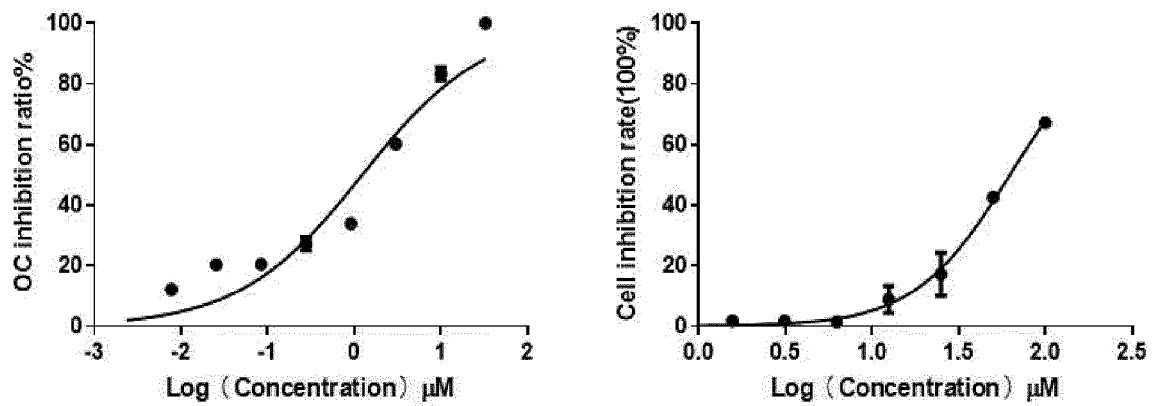 OC inhibition ratio%
100
80
60
40
20
0
-3 -2 -1 0 1 2
Log（Concentration）μM
Cell inhibition rate(100%)
100
80
60
40
20
0
0.0 0.5 1.0 1.5 2.0 2.5
Log（Concentration）μM